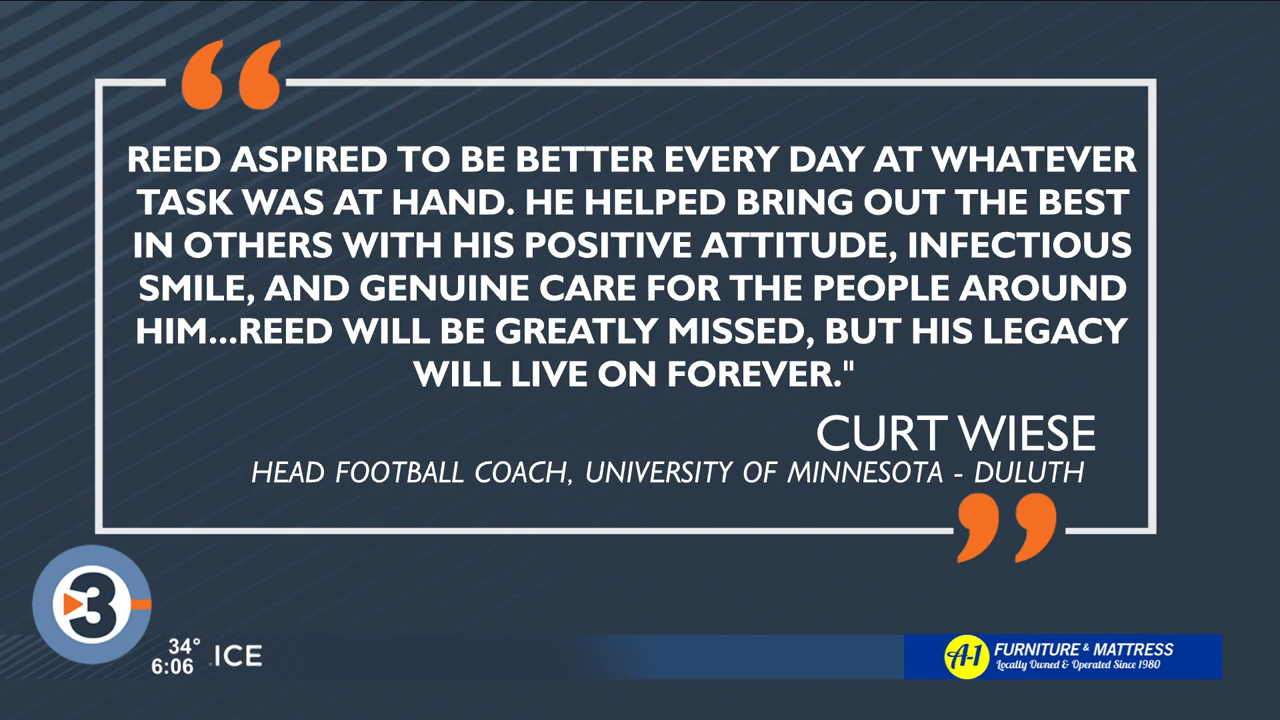 “
REED ASPIRED TO BE BETTER EVERY DAY AT WHATEVER
TASK WAS AT HAND. HE HELPED BRING OUT THE BEST
IN OTHERS WITH HIS POSITIVE ATTITUDE, INFECTIOUS
SMILE, AND GENUINE CARE FOR THE PEOPLE AROUND
HIM...REED WILL BE GREATLY MISSED, BUT HIS LEGACY
WILL LIVE ON FOREVER."
CURT WIESE
HEAD FOOTBALL COACH, UNIVERSITY OF MINNESOTA - DULUTH
”
3
34°
6:06
.ICE
A-1
FURNITURE & MATTRESS
Locally Owned & Operated Since 1980